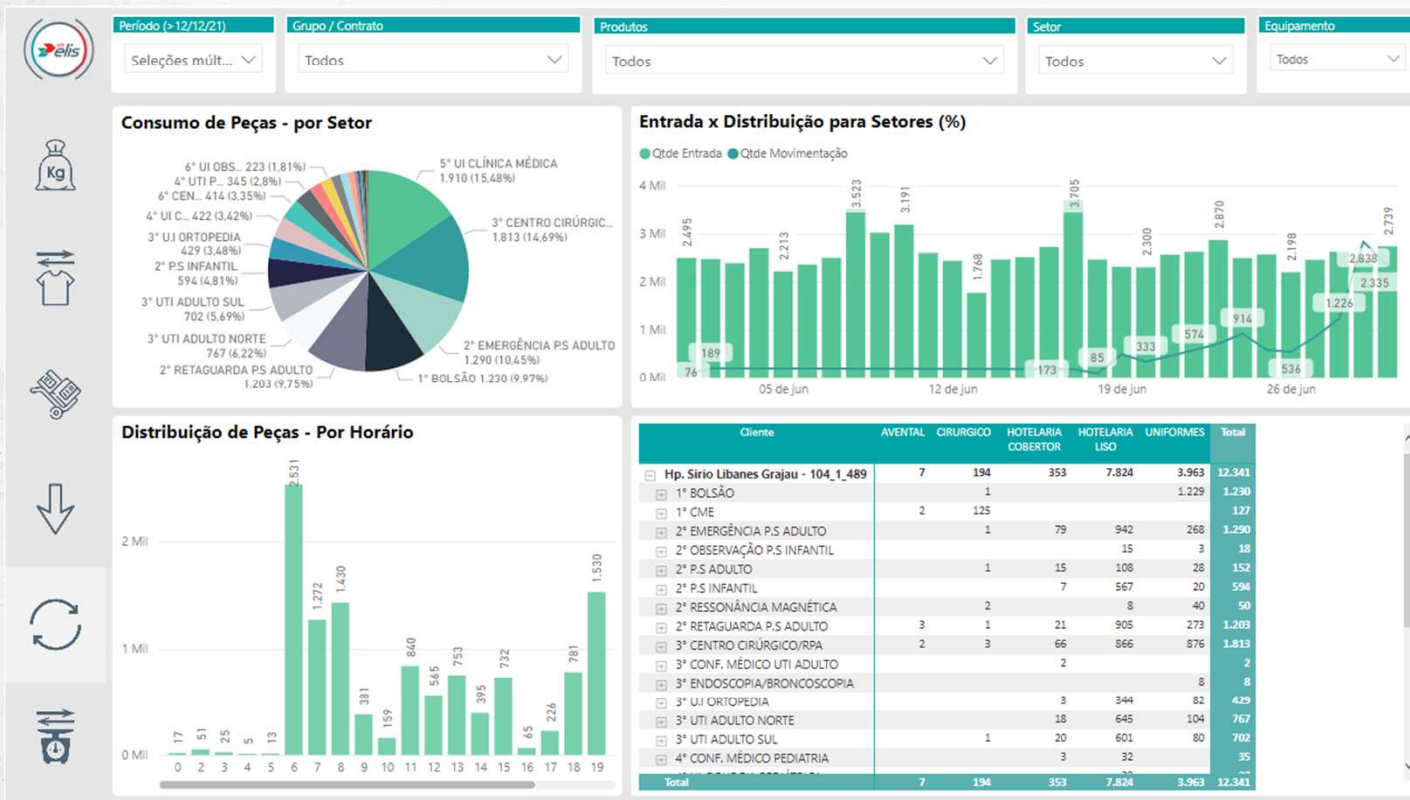 Período (>12/12/21)
Seleções múlt...
Grupo / Contrato
Todos
Produtos
Todos
Setor
Todos
Equipamento
Todos
elis
Kg
Consumo de Peças - por Setor
6° UI OBS... 223 (1,81%)
4° UTI P... 345 (2,8%)
6° CEN... 414 (3,35%)
4° UI C... 422 (3,42%)
3° U.I ORTOPEDIA
429 (3,48%)
2° P.S INFANTIL
594 (4,81%)
3° UTI ADULTO SUL
702 (5,69%)
3° UTI ADULTO NORTE
767 (6,22%)
2° RETAGUARDA P.S ADULTO
1.203 (9,75%)
5° UI CLÍNICA MÉDICA
1.910 (15,48%)
3° CENTRO CIRÚRGIC...
1.813 (14,69%)
2° EMERGÊNCIA P.S ADULTO
1.290 (10,45%)
1° BOLSÃO 1.230 (9,97%)
Entrada x Distribuição para Setores (%)
Qtde Entrada Qtde Movimentação
4 Mil
3 Mil
2 Mil
1 Mil
0 Mil
2.495 2.213 3.523 3.191 1.768 3.705 2.300 2.870 2.198 2.739
76 189 173 85 333 574 914 536 1.226 2.838 2.335
05 de jun 12 de jun 19 de jun 26 de jun
Distribuição de Peças - Por Horário
2 Mil
1 Mil
0 Mil
17 51 25 5 13 2.531 1.272 1.430 381 159 840 565 753 395 732 65 226 781 1.530
0 2 3 4 5 6 7 8 9 10 11 12 13 14 15 16 17 18 19
Cliente AVENTAL CIRURGICO HOTELARIA COBERTOR HOTELARIA LISO UNIFORMES Total
Hp. Sirio Libanes Grajau - 104_1_489 7 194 353 7.824 3.963 12.341
1° BOLSÃO 1 1.229 1.230
1° CME 2 125 127
2° EMERGÊNCIA P.S ADULTO 1 79 942 268 1.290
2° OBSERVAÇÃO P.S INFANTIL 15 3 18
2° P.S ADULTO 1 15 108 28 152
2° P.S INFANTIL 7 567 20 594
2° RESSONÂNCIA MAGNÉTICA 2 8 40 50
2° RETAGUARDA P.S ADULTO 3 1 21 905 273 1.203
3° CENTRO CIRÚRGICO/RPA 2 3 66 866 876 1.813
3° CONF. MÉDICO UTI ADULTO 2 2
3° ENDOSCOPIA/BRONCOSCOPIA 8 8
3° U.I ORTOPEDIA 3 344 82 429
3° UTI ADULTO NORTE 18 645 104 767
3° UTI ADULTO SUL 1 20 601 80 702
4° CONF. MÉDICO PEDIATRIA 3 32 35
Total 7 194 353 7.824 3.963 12.341